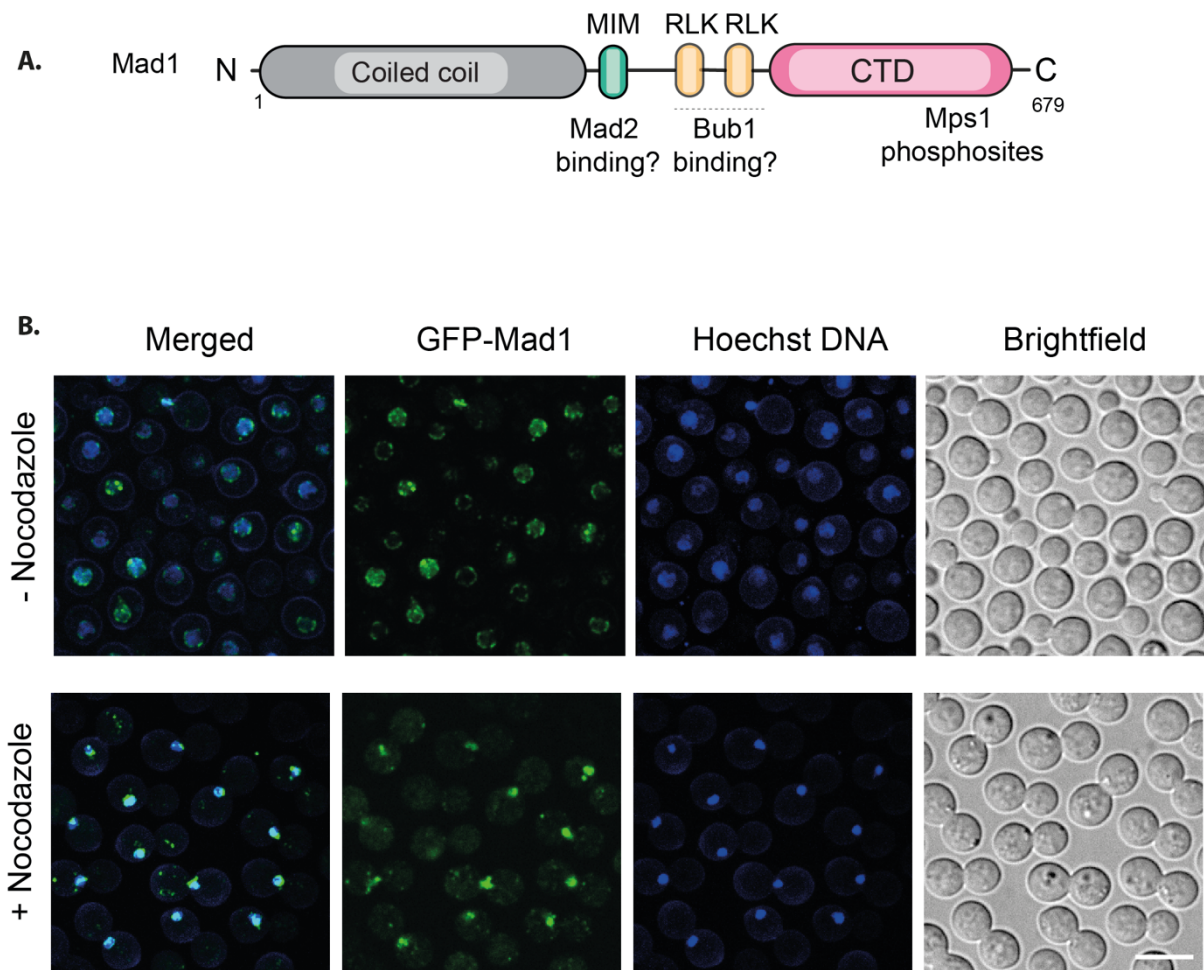 A.
Mad1
N
1
Coiled coil
MIM
RLK RLK
CTD
C
679
Mad2
binding?
Bub1
binding?
Mps1
phosphosites
B.
Merged
GFP-Mad1
Hoechst DNA
Brightfield
- Nocodazole
+ Nocodazole